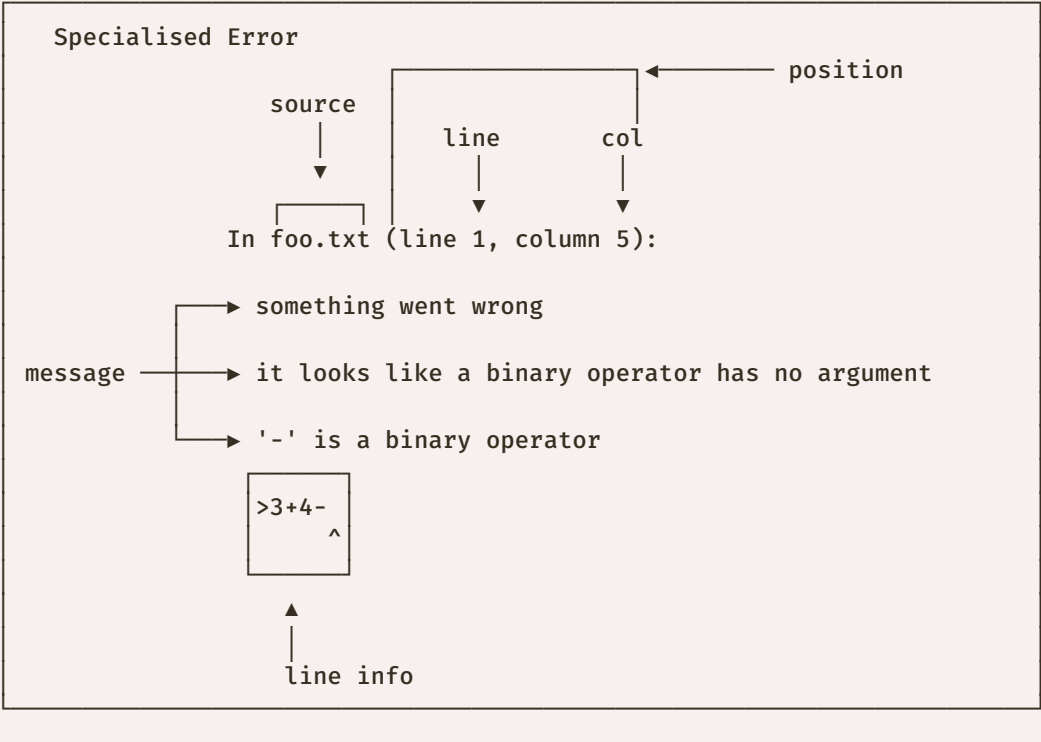 Specialised Error
position
source
line col
In foo.txt (line 1, column 5):
something went wrong
message it looks like a binary operator has no argument
'-' is a binary operator
>3+4-
^
line info